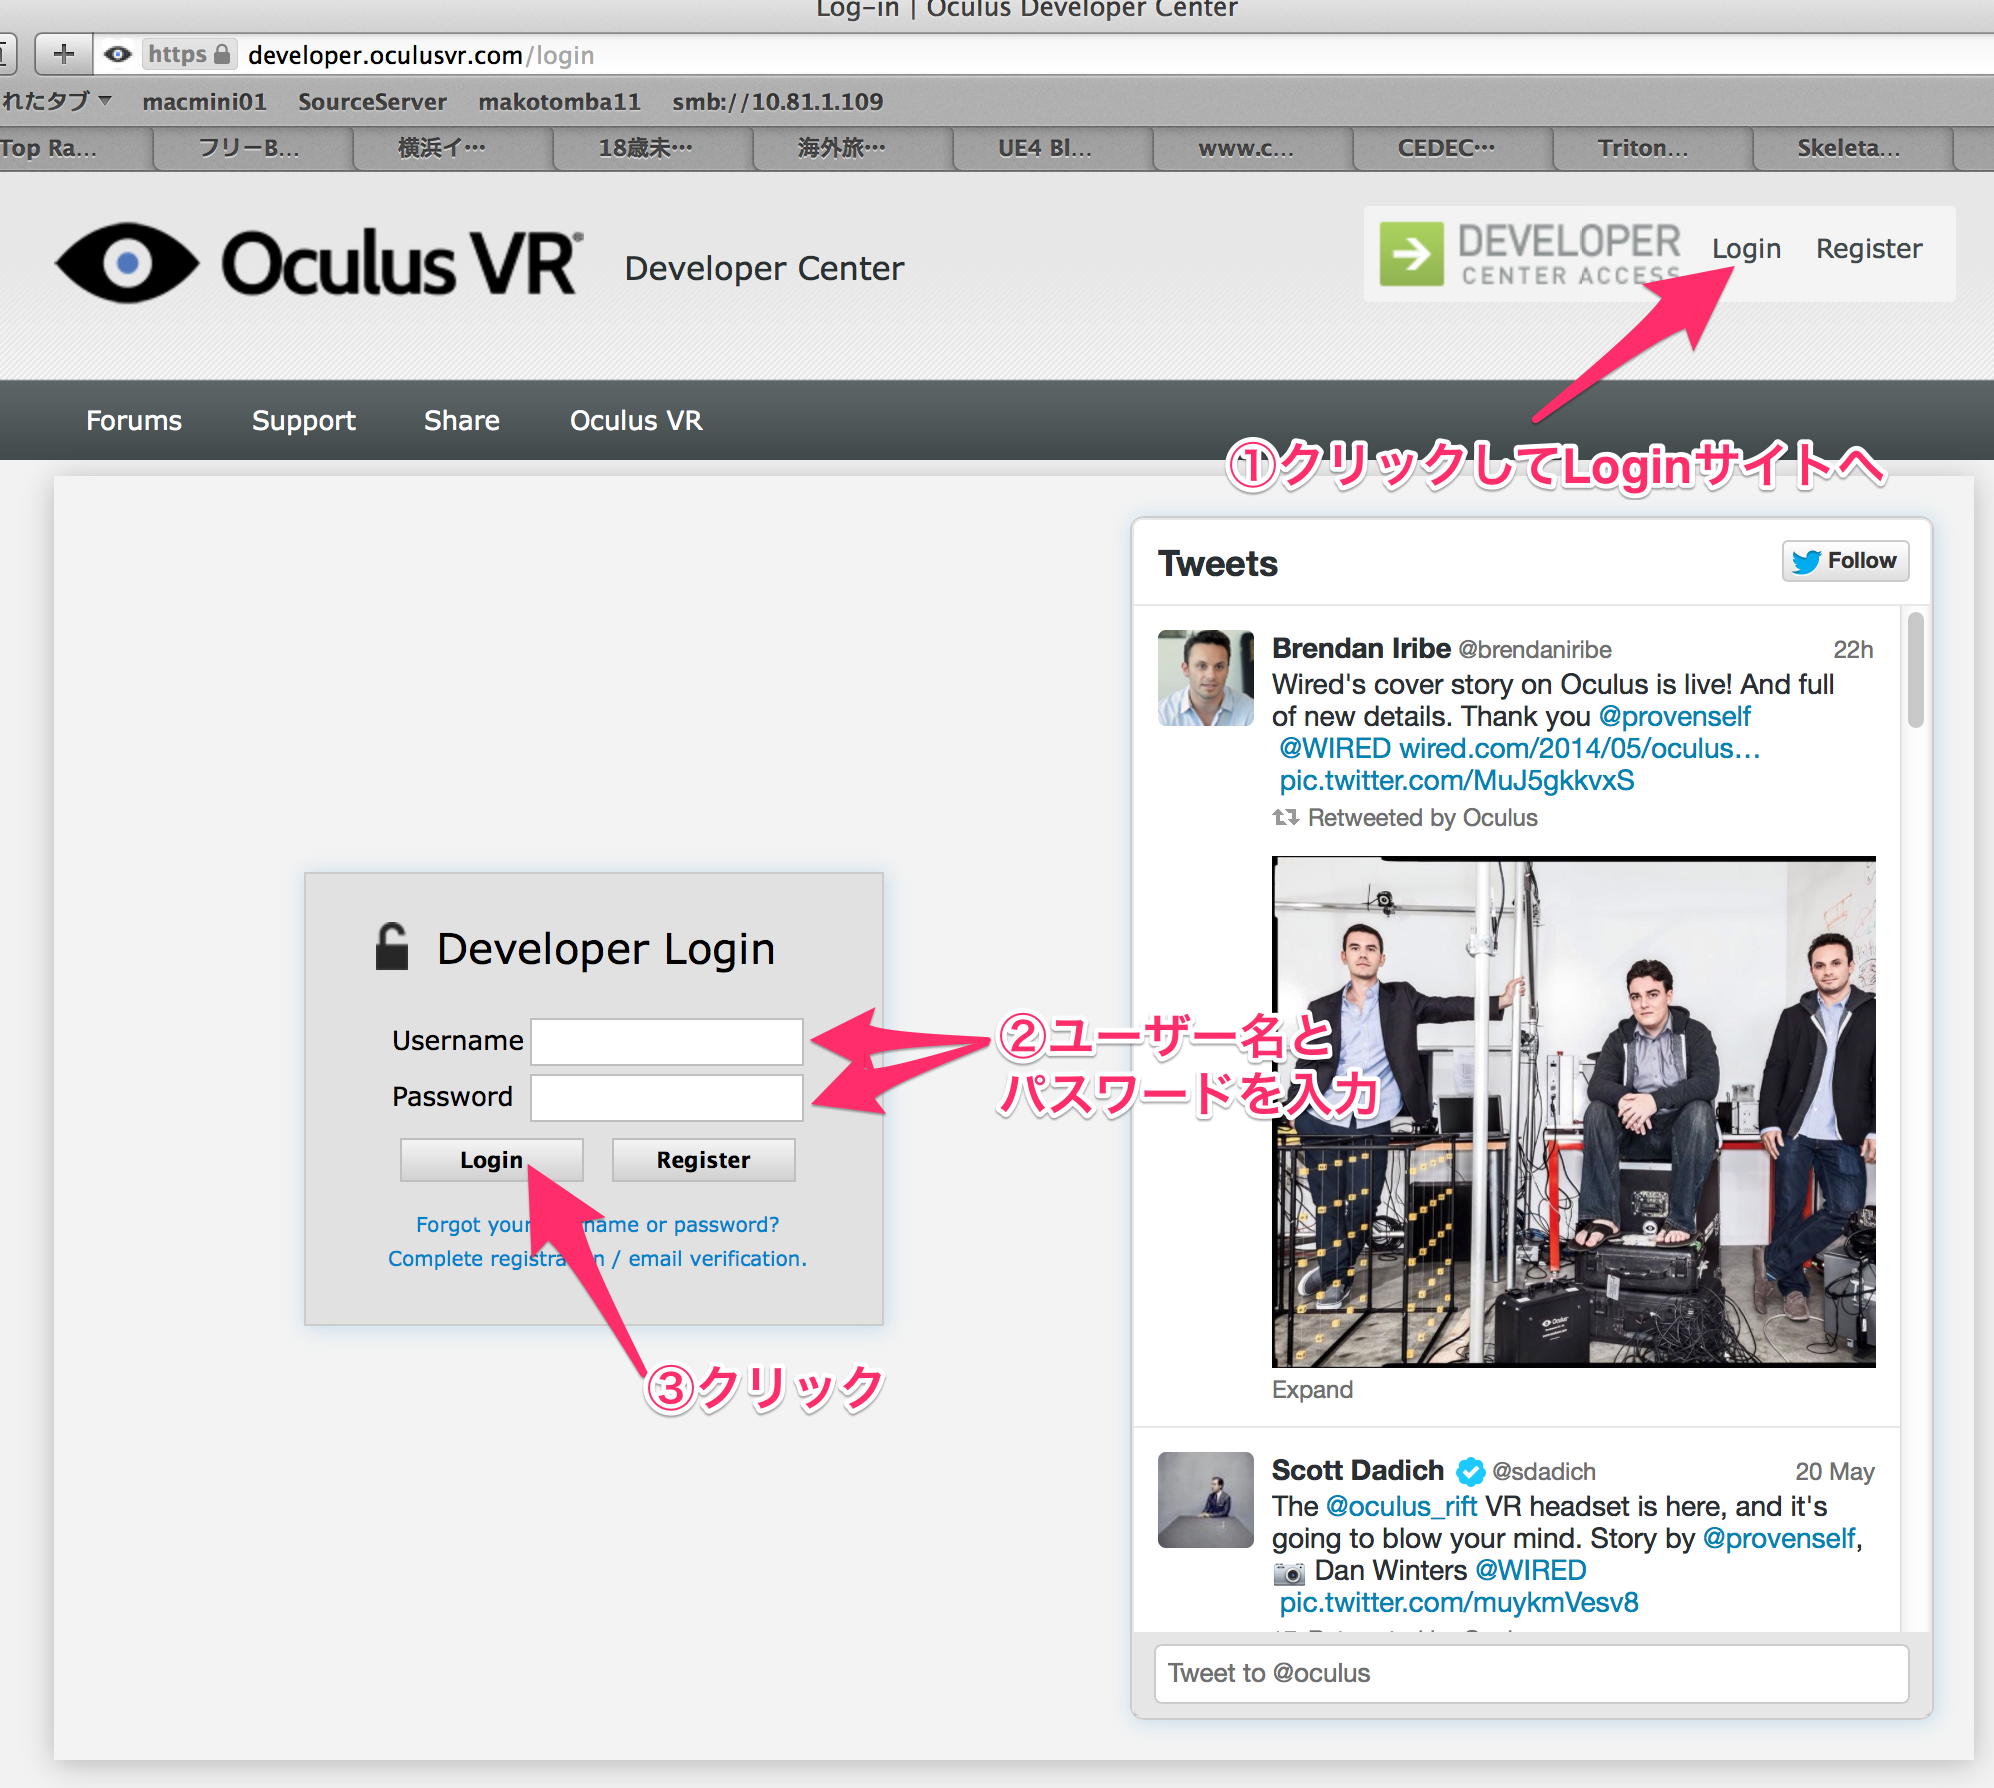 Log-in | Oculus Developer Center
https developer.oculusvr.com/login
れたタブ macmini01 SourceServer makotomba11 smb://10.81.1.109
Top Ra... フリーB... 横浜イ… 18歳未… 海外旅… UE4 Bl... www.c... CEDEC… Triton... Skeleta...
Oculus VR Developer Center
DEVELOPER CENTER ACCESS Login Register
Forums Support Share Oculus VR
①クリックしてLoginサイトへ
Tweets
Follow
Brendan Iribe @brendaniribe 22h
Wired's cover story on Oculus is live! And full
of new details. Thank you @provenself
@WIRED wired.com/2014/05/oculus…
pic.twitter.com/MuJ5gkkvxS
Retweeted by Oculus
Developer Login
Username
Password
②ユーザー名と
パスワードを入力
Login Register
Forgot your name or password?
Complete registra n / email verification.
③クリック
Expand
Scott Dadich @sdadich 20 May
The @oculus_rift VR headset is here, and it's
going to blow your mind. Story by @provenself,
Dan Winters @WIRED
pic.twitter.com/muykmVesv8
Tweet to @oculus